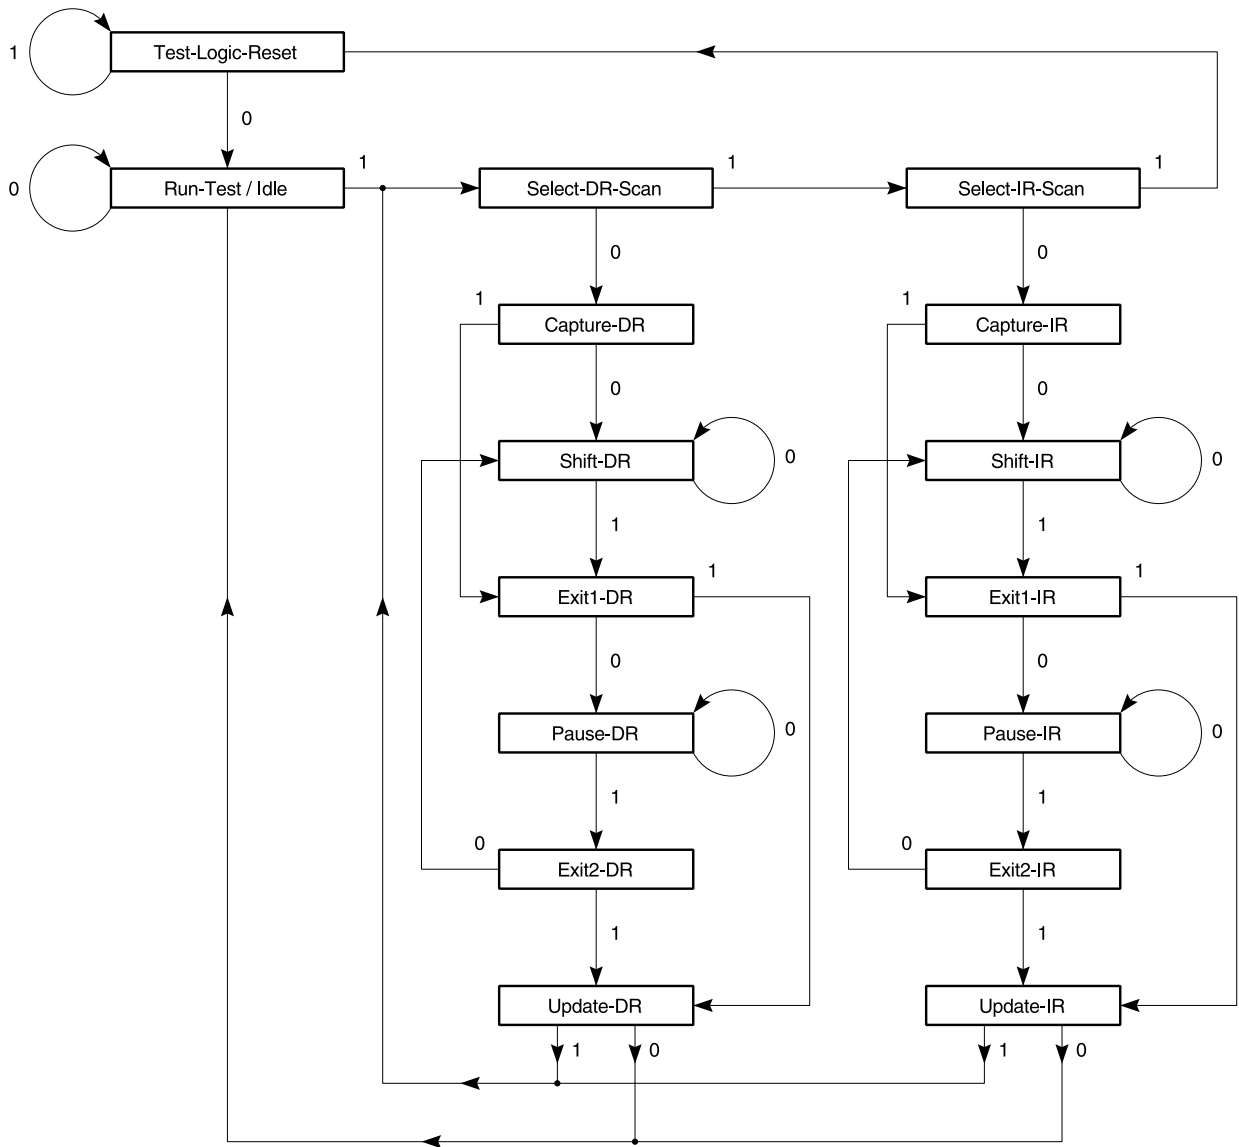 Test-Logic-Reset
1
0
Run-Test / Idle
0
1
Select-DR-Scan
1
Select-IR-Scan
1
0
0
1
Capture-DR
1
Capture-IR
0
0
Shift-DR
0
Shift-IR
0
1
1
Exit1-DR
1
Exit1-IR
1
0
0
Pause-DR
0
Pause-IR
0
1
1
0
Exit2-DR
0
Exit2-IR
1
1
Update-DR
Update-IR
1
0
1
0